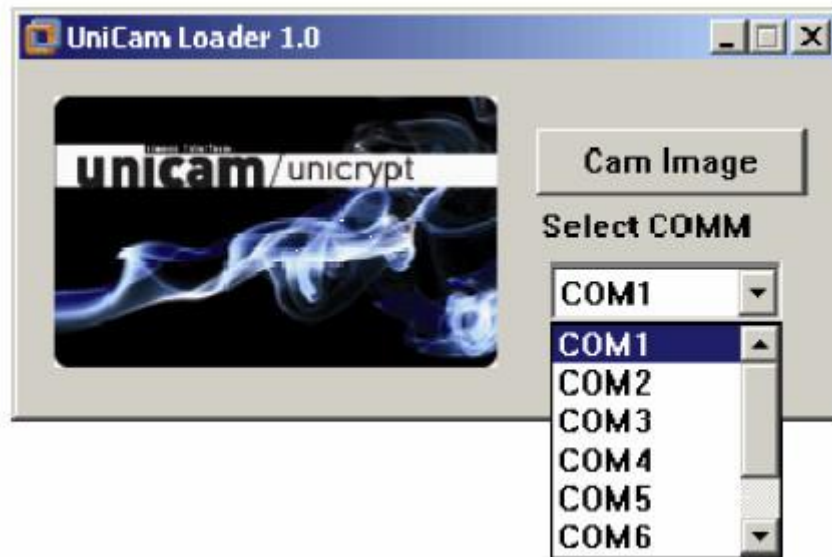 UniCam Loader 1.0
unicam/unicrypt
Cam Image
Select COMM
COM1
COM1
COM2
COM3
COM4
COM5
COM6